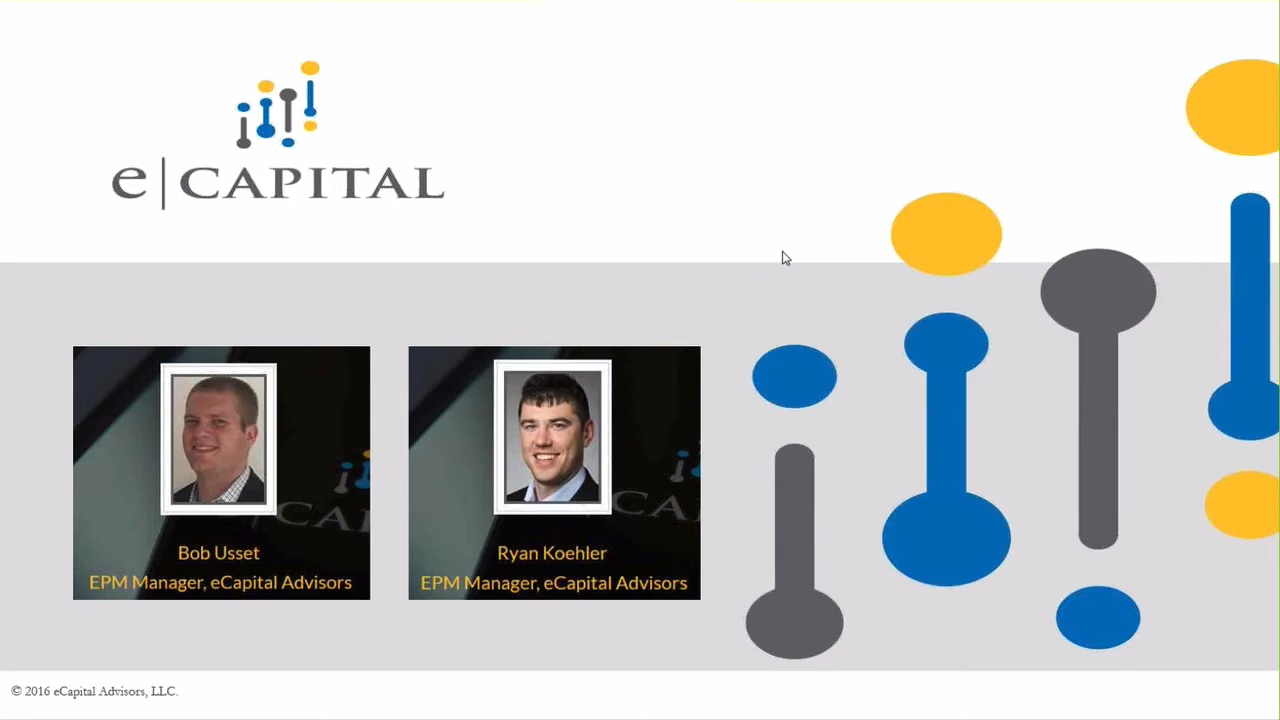 e|CAPITAL
Bob Usset
EPM Manager, eCapital Advisors
Ryan Koehler
EPM Manager, eCapital Advisors
© 2016 eCapital Advisors, LLC.